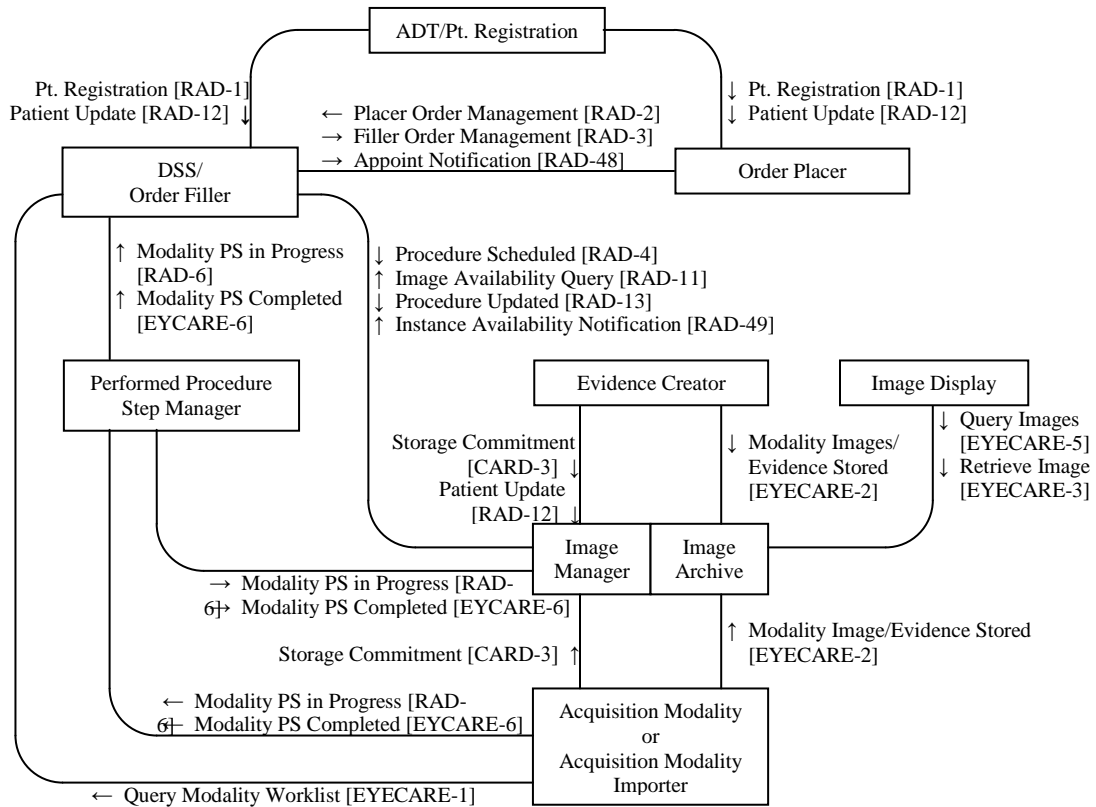 ADT/Pt. Registration
Pt. Registration [RAD-1]
Patient Update [RAD-12] ↓
↓ Pt. Registration [RAD-1]
↓ Patient Update [RAD-12]
← Placer Order Management [RAD-2]
→ Filler Order Management [RAD-3]
→ Appoint Notification [RAD-48]
DSS/
Order Filler
Order Placer
↑ Modality PS in Progress
[RAD-6]
↑ Modality PS Completed
[EYCARE-6]
↓ Procedure Scheduled [RAD-4]
↑ Image Availability Query [RAD-11]
↓ Procedure Updated [RAD-13]
↑ Instance Availability Notification [RAD-49]
Performed Procedure
Step Manager
Evidence Creator
Image Display
Storage Commitment
[CARD-3] ↓
Patient Update
[RAD-12] ↓
↓ Modality Images/
Evidence Stored
[EYECARE-2]
↓ Query Images
[EYECARE-5]
↓ Retrieve Image
[EYECARE-3]
Image
Manager
Image
Archive
→ Modality PS in Progress [RAD-
6]→ Modality PS Completed [EYCARE-6]
Storage Commitment [CARD-3] ↑
↑ Modality Image/Evidence Stored
[EYECARE-2]
← Modality PS in Progress [RAD-
6]← Modality PS Completed [EYCARE-6]
Acquisition Modality
or
Acquisition Modality
Importer
← Query Modality Worklist [EYECARE-1]